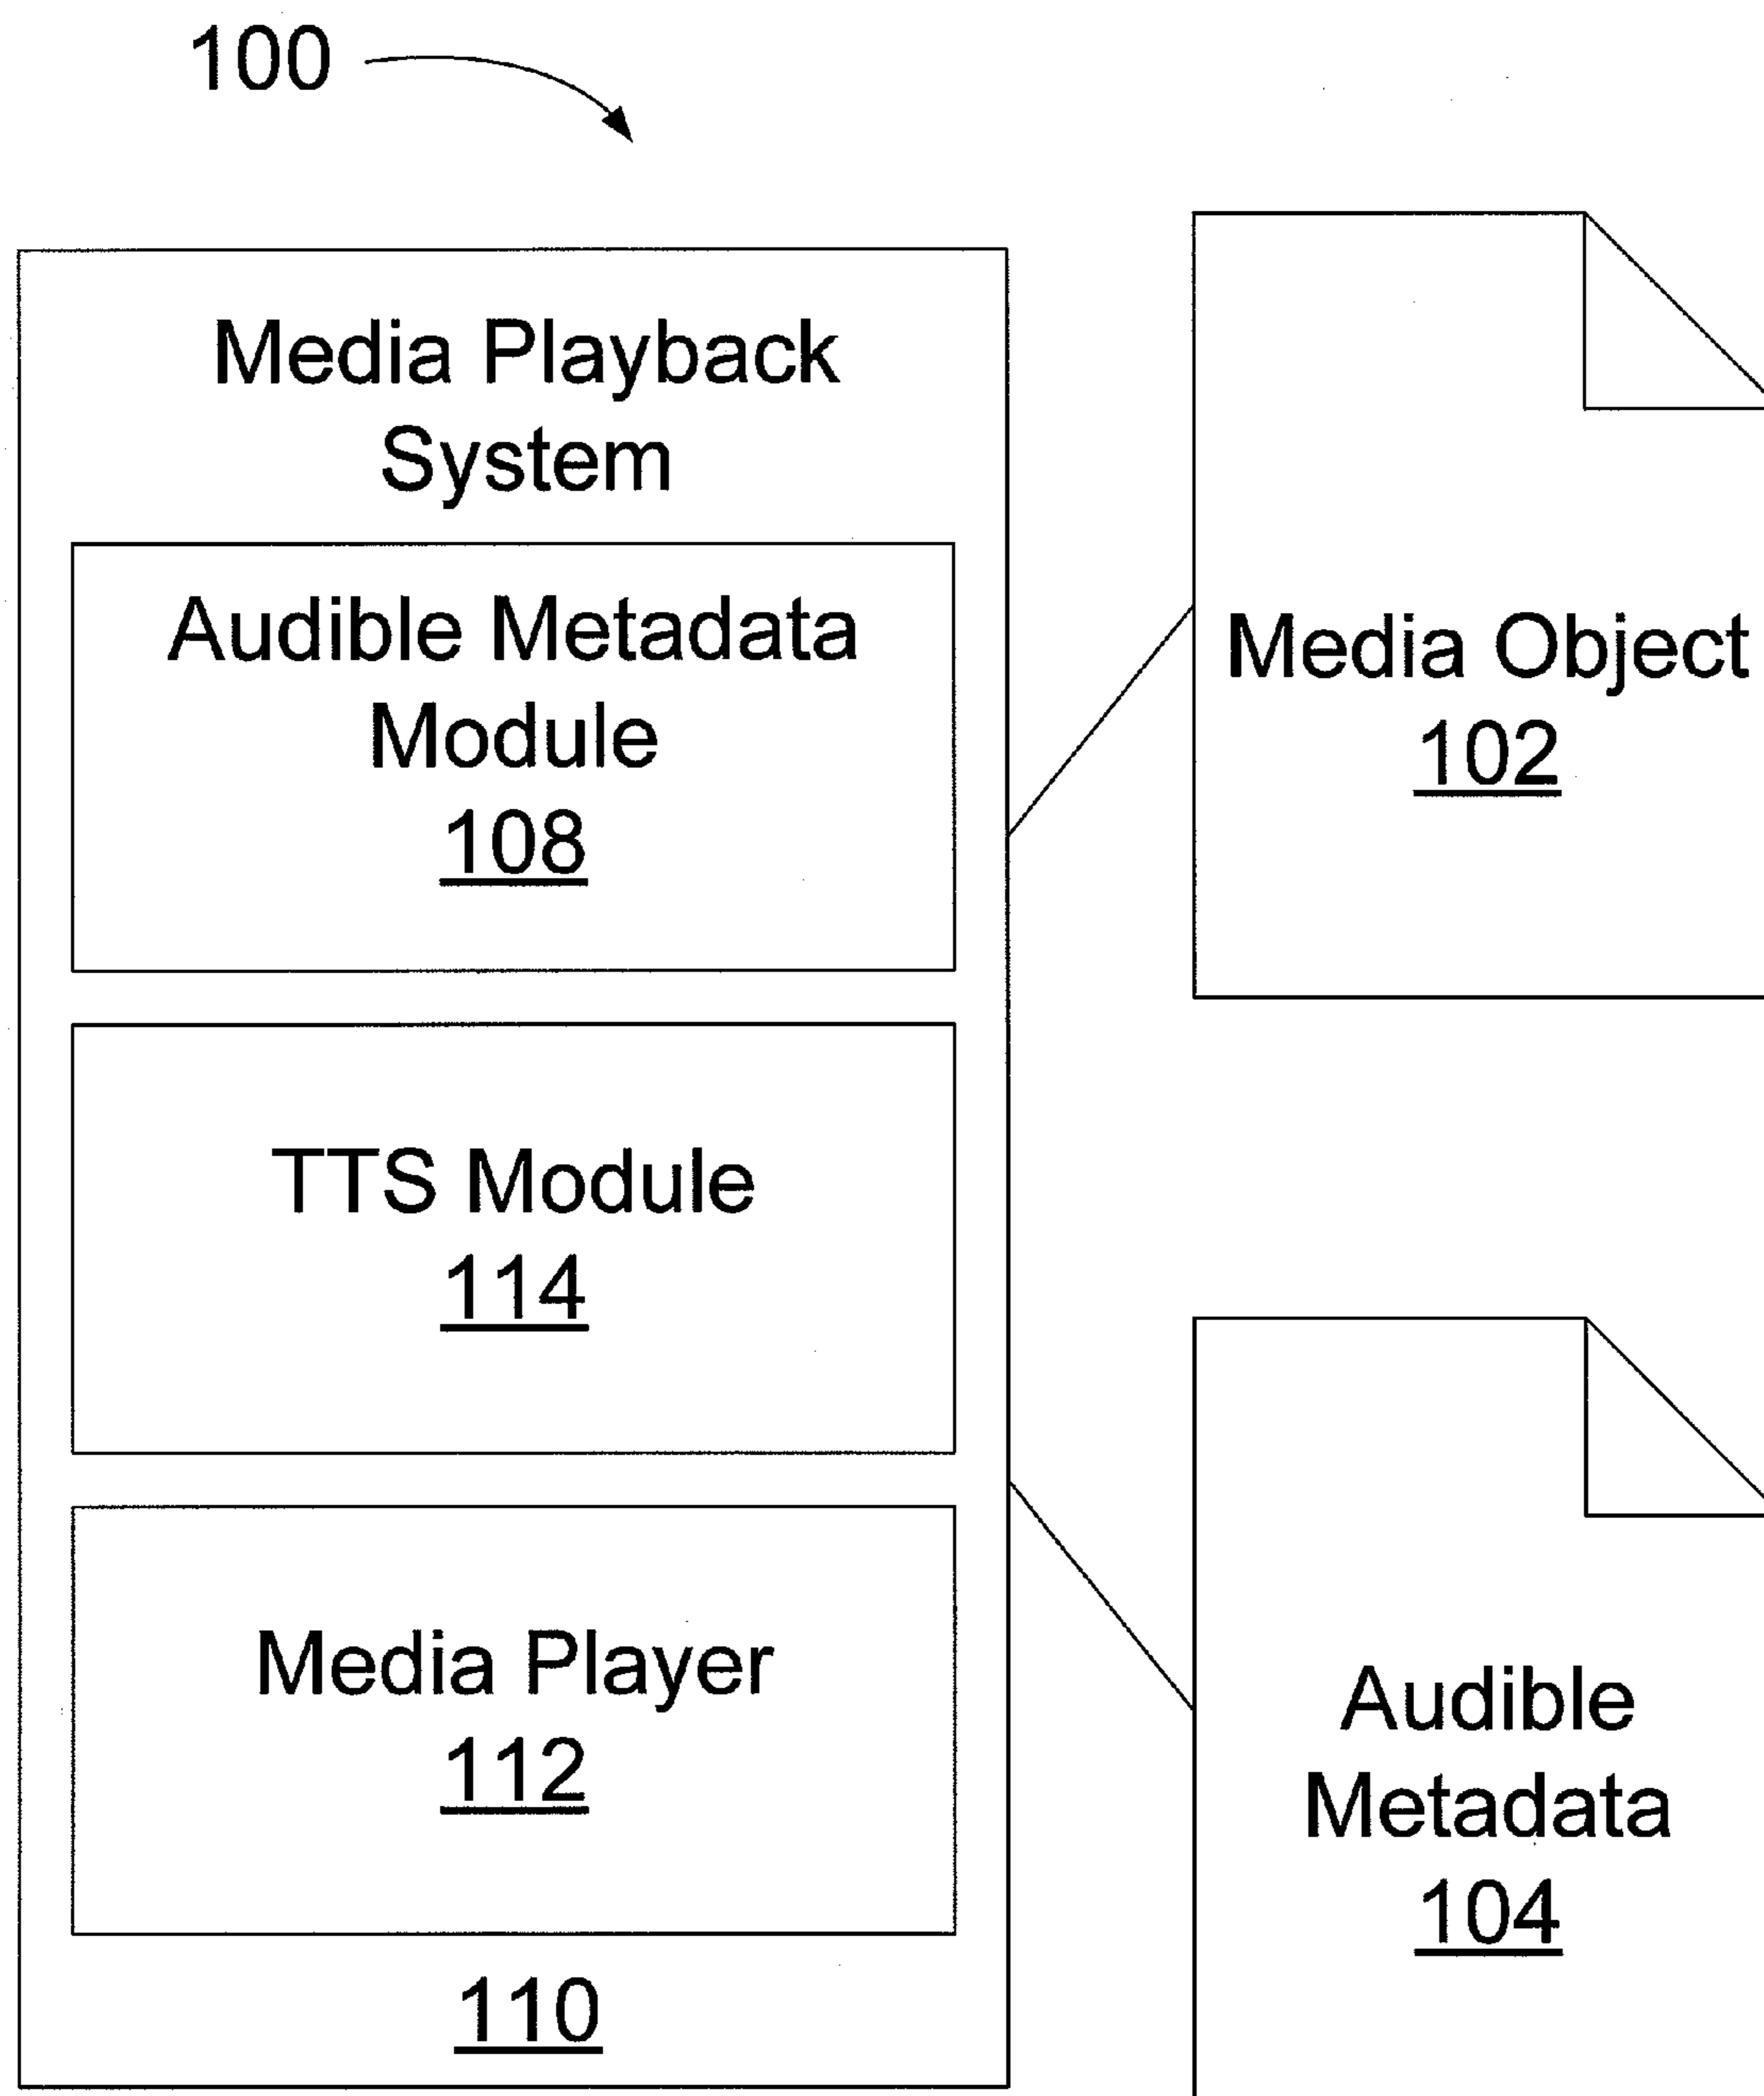 100
Media Playback
System
Audible Metadata
Module
108
TTS Module
114
Media Player
112
110
Media Object
102
Audible
Metadata
104